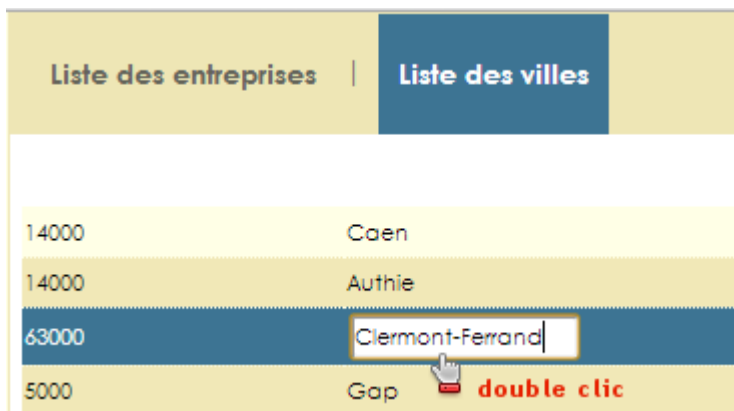 Liste des entreprises | Liste des villes
14000 Caen
14000 Authie
63000 Clermont-Ferrand
5000 Gap double clic